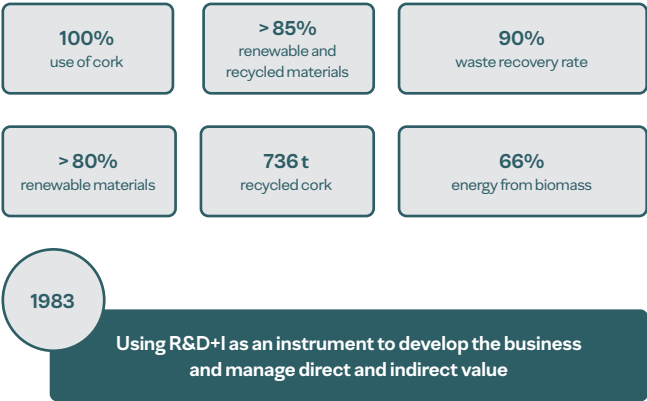 100%
use of cork
> 85%
renewable and
recycled materials
90%
waste recovery rate
> 80%
renewable materials
736 t
recycled cork
66%
energy from biomass
1983
Using R&D+I as an instrument to develop the business
and manage direct and indirect value